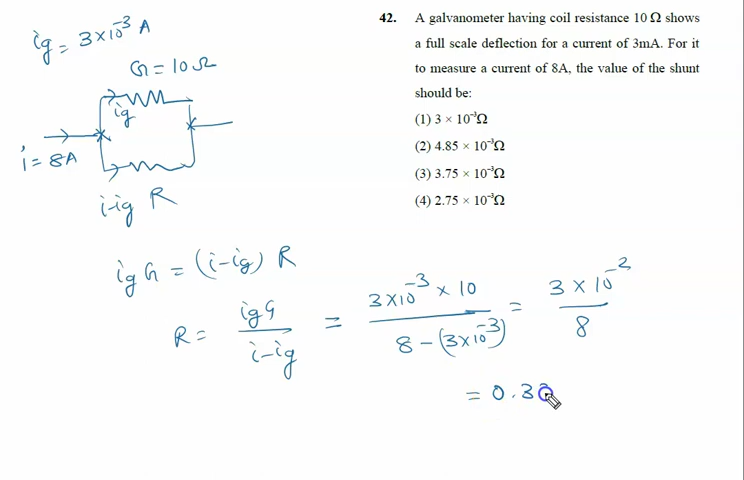 ig = 3×10⁻³ A
G = 10 Ω
ig
i = 8A
i-ig R
42. A galvanometer having coil resistance 10 Ω shows
a full scale deflection for a current of 3mA. For it
to measure a current of 8A, the value of the shunt
should be:
(1) 3 × 10⁻³Ω
(2) 4.85 × 10⁻³Ω
(3) 3.75 × 10⁻³Ω
(4) 2.75 × 10⁻³Ω
ig G = (i-ig) R
R = ig G / i-ig = 3×10⁻³ × 10 / 8-(3×10⁻³) = 3 × 10⁻² / 8
= 0.3